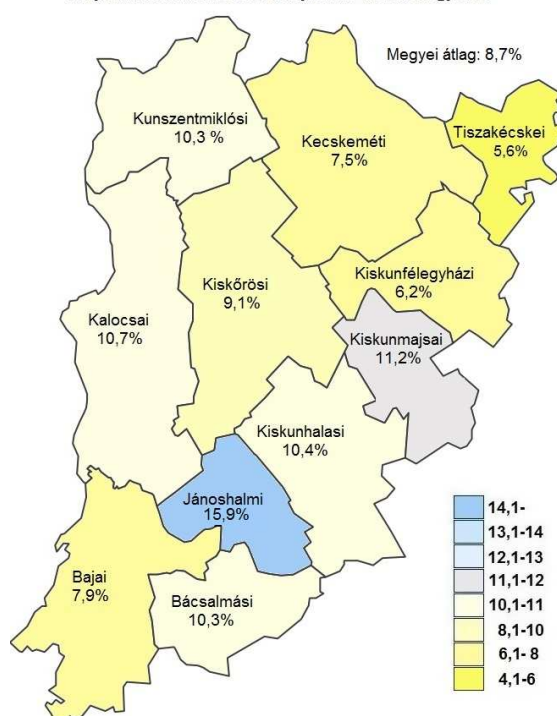 Megyei átlag: 8,7%
Kunszentmiklósi
10,3 %
Kecskeméti
7,5%
Tiszakécskei
5,6%
Kiskőrösi
9,1%
Kiskunfélegyházi
6,2%
Kalocsai
10,7%
Kiskunmajsai
11,2%
Kiskunhalasi
10,4%
Jánoshalmi
15,9%
Bajai
7,9%
Bácsalmási
10,3%
14,1-
13,1-14
12,1-13
11,1-12
10,1-11
8,1-10
6,1- 8
4,1-6